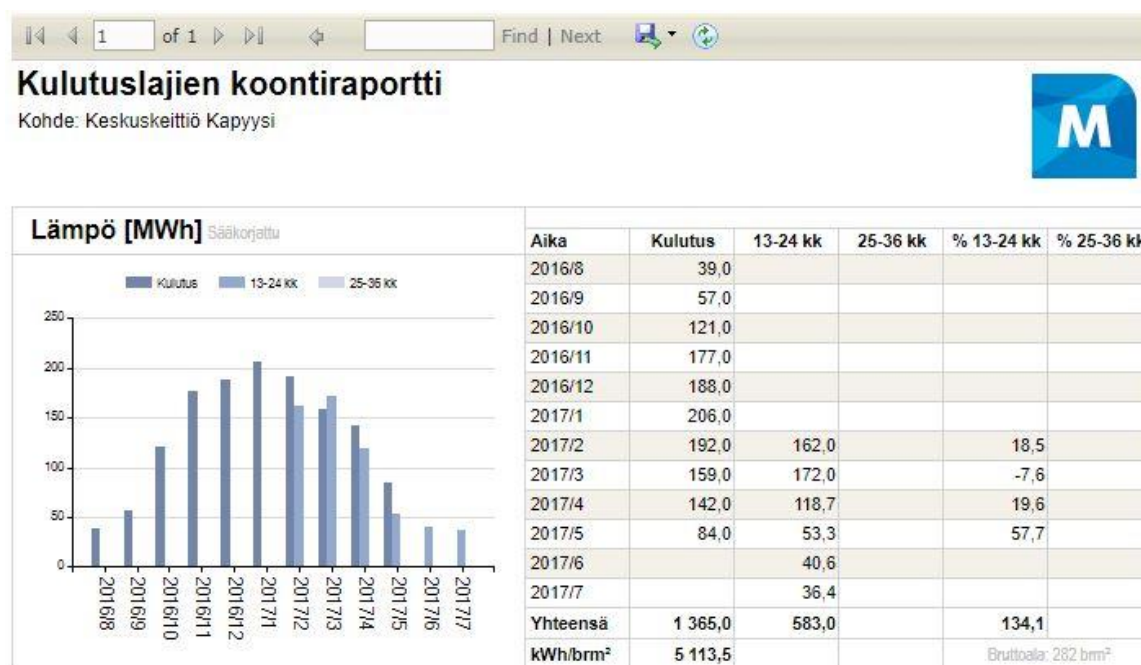 1 of 1 Find | Next
Kulutuslajien koontiraportti
Kohde: Keskuskeittiö Kapyysi
M
Lämpö [MWh] Sääkorjattu
Kulutus 13-24 kk 25-36 kk
250
200
150
100
50
0
2016/8 2016/9 2016/10 2016/11 2016/12 2017/1 2017/2 2017/3 2017/4 2017/5 2017/6 2017/7
Aika Kulutus 13-24 kk 25-36 kk % 13-24 kk % 25-36 kk
2016/8 39,0
2016/9 57,0
2016/10 121,0
2016/11 177,0
2016/12 188,0
2017/1 206,0
2017/2 192,0 162,0 18,5
2017/3 159,0 172,0 -7,6
2017/4 142,0 118,7 19,6
2017/5 84,0 53,3 57,7
2017/6 40,6
2017/7 36,4
Yhteensä 1 365,0 583,0 134,1
kWh/brm² 5 113,5 Bruttoala: 282 brm²